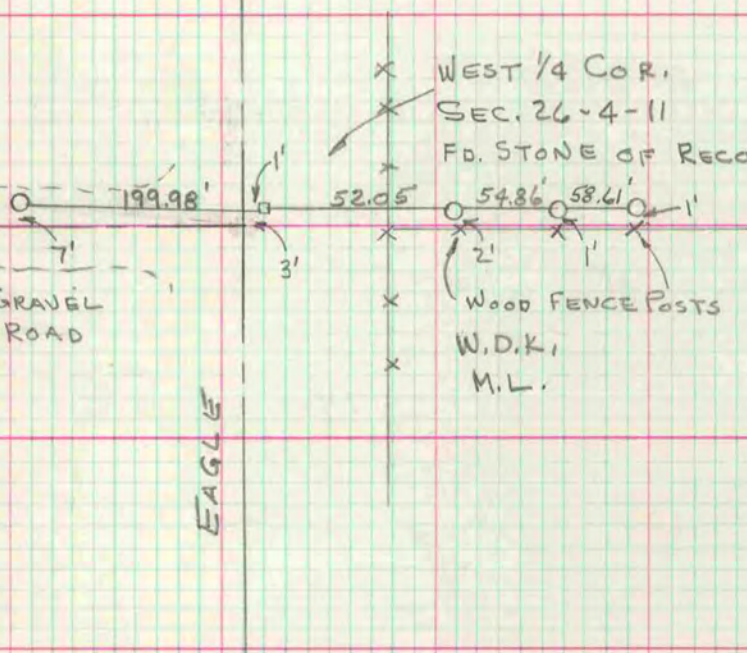 WEST 1/4 COR.
SEC. 26-4-11
FD. STONE OF RECO
1'
199.98'
52.05'
54.86'
58.61'
1'
7'
3'
2'
1'
GRAVEL
ROAD
WOOD FENCE POSTS
W.D.K.
M.L.
EAGLE